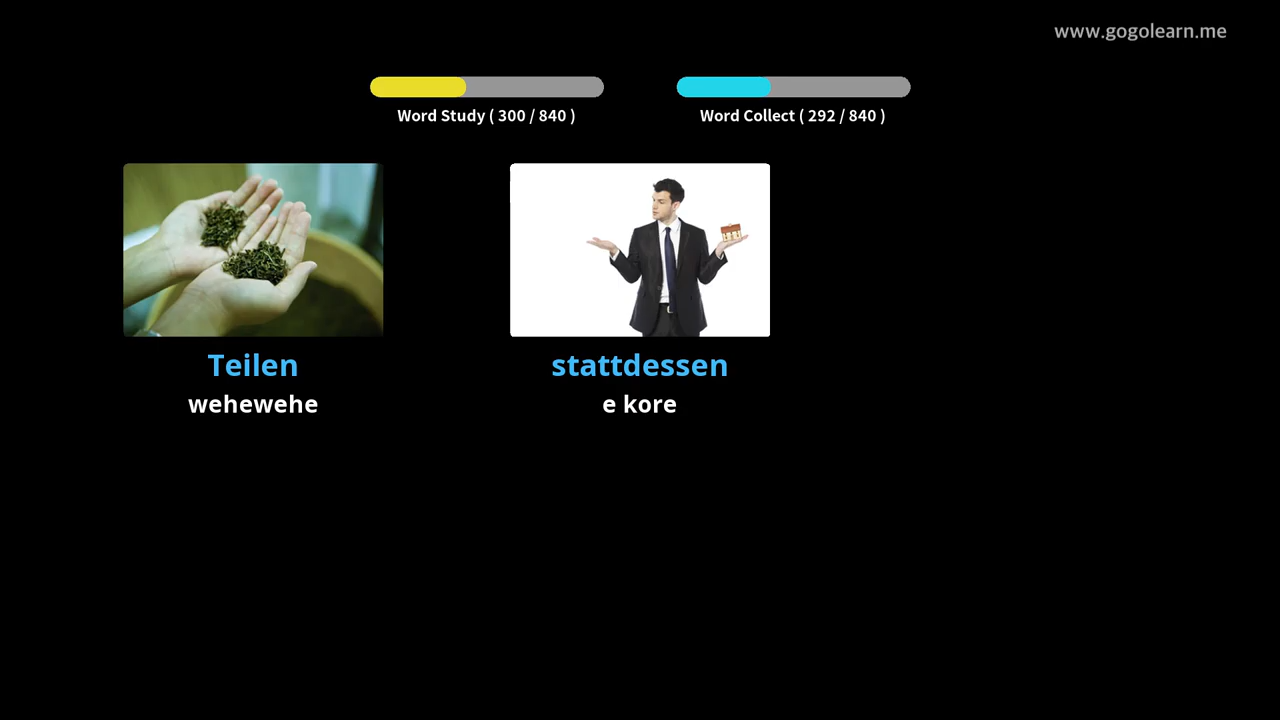 www.gogolearn.me
Word Study ( 300 / 840 )
Word Collect ( 292 / 840 )
Teilen
wehewehe
stattdessen
e kore